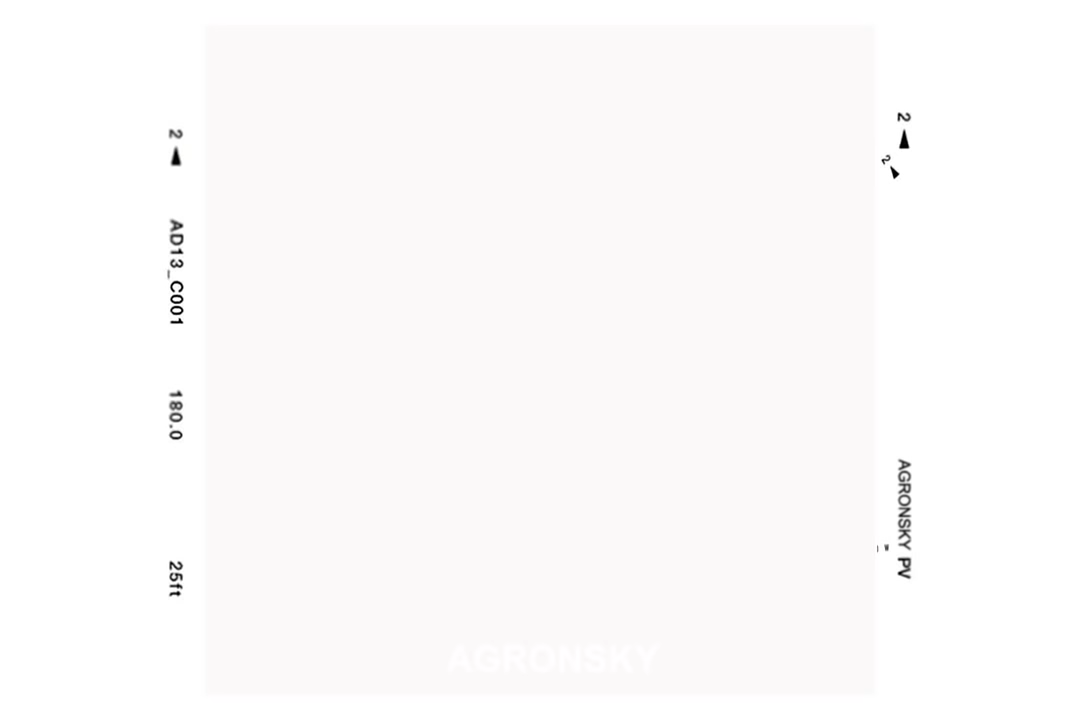 2 ◀
AD13_C001
180.0
25ft
2 ◀
2 ◀
AGRONSKY PV
AGRONSKY